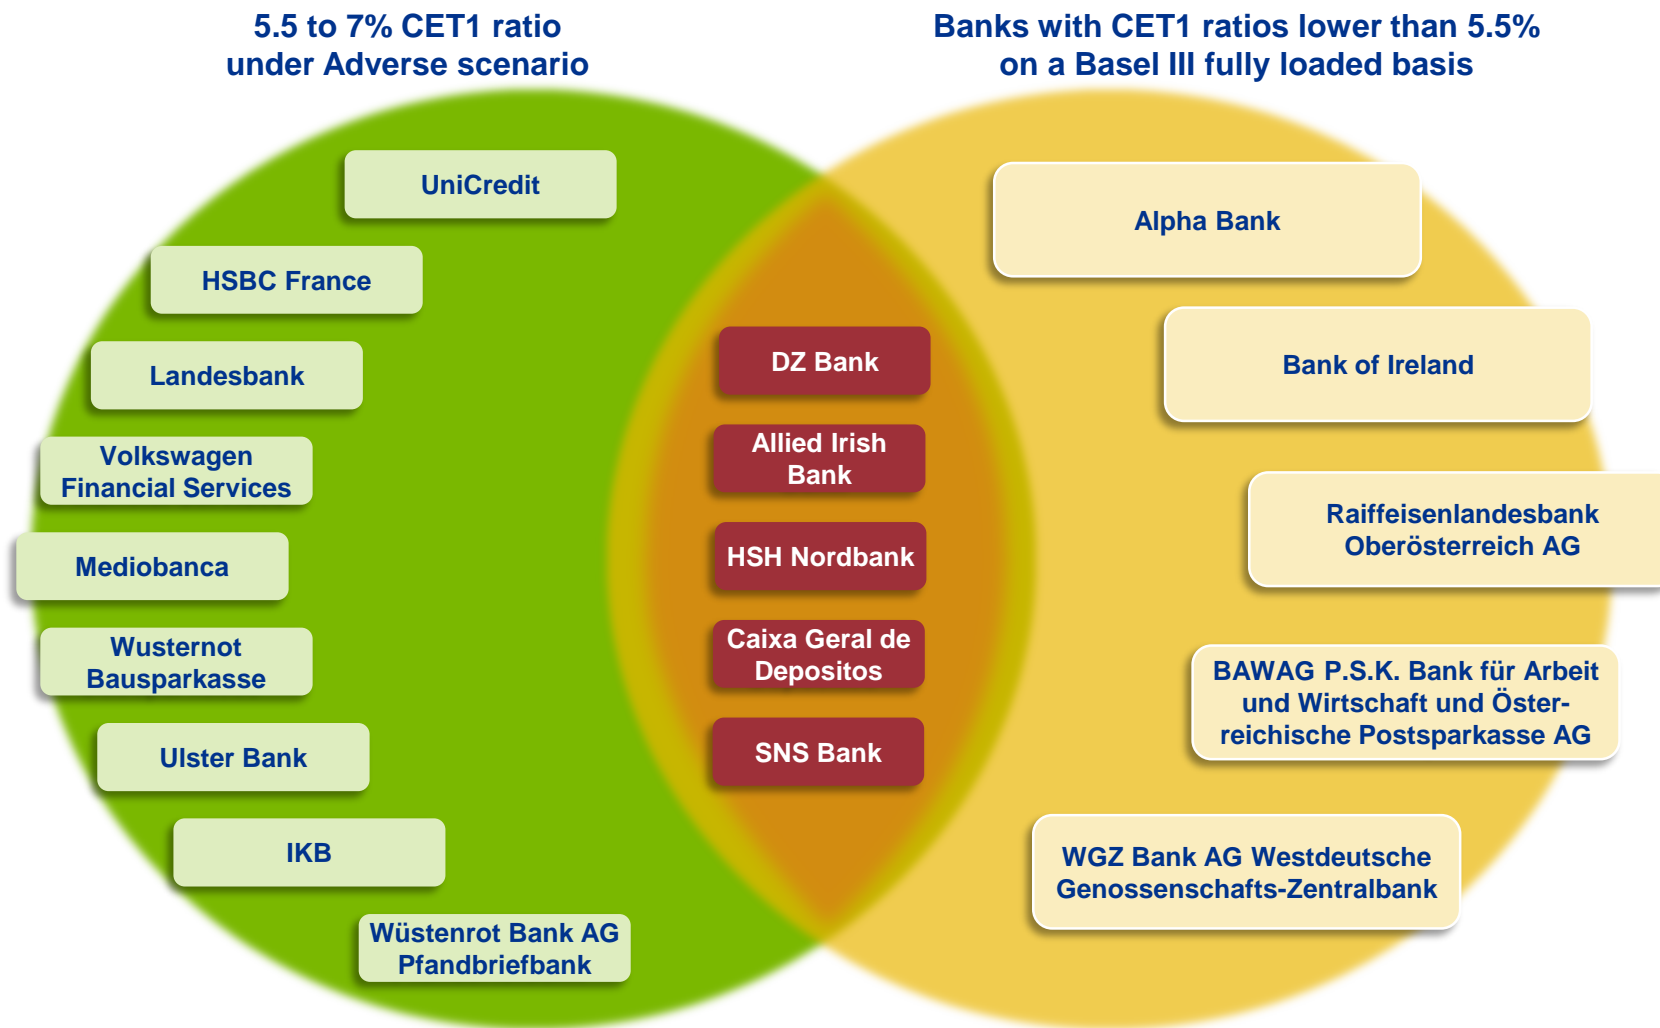 5.5 to 7% CET1 ratio
under Adverse scenario
Banks with CET1 ratios lower than 5.5%
on a Basel III fully loaded basis
UniCredit
HSBC France
Landesbank
Volkswagen
Financial Services
Mediobanca
Wusternot
Bausparkasse
Ulster Bank
IKB
Wüstenrot Bank AG
Pfandbriefbank
DZ Bank
Allied Irish
Bank
HSH Nordbank
Caixa Geral de
Depositos
SNS Bank
Alpha Bank
Bank of Ireland
Raiffeisenlandesbank
Oberösterreich AG
BAWAG P.S.K. Bank für Arbeit
und Wirtschaft und Öster-
reichische Postsparkasse AG
WGZ Bank AG Westdeutsche
Genossenschafts-Zentralbank